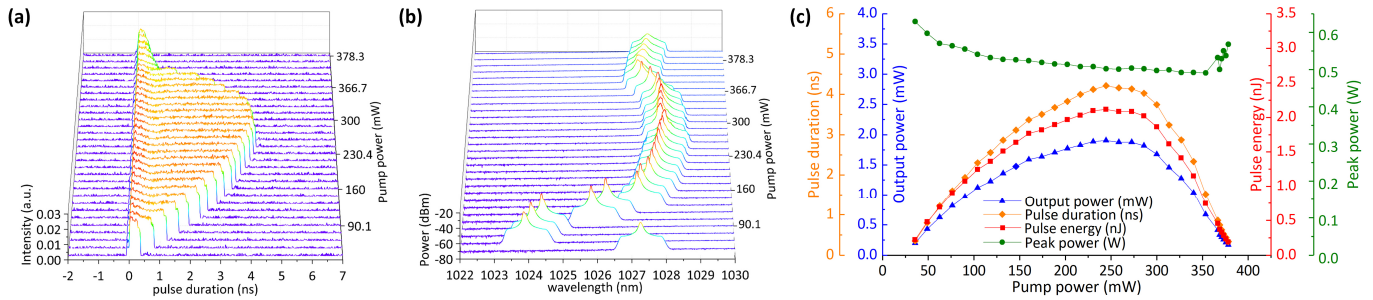 (a)
378.3
366.7
300
230.4
160
90.1
Pump power (mW)
0.03
0.02
0.01
0.00
Intensity (a.u.)
-2 -1 0 1 2 3 4 5 6 7
pulse duration (ns)
(b)
378.3
366.7
300
230.4
160
90.1
Pump power (mW)
-20
-40
-60
-80
Power (dBm)
1022 1023 1024 1025 1026 1027 1028 1029 1030
wavelength (nm)
(c)
6
5
4
3
2
1
0
Pulse duration (ns)
4.0
3.5
3.0
2.5
2.0
1.5
1.0
0.5
0.0
Output power (mW)
Output power (mW)
Pulse duration (ns)
Pulse energy (nJ)
Peak power (W)
0 50 100 150 200 250 300 350 400
Pump power (mW)
3.5
3.0
2.5
2.0
1.5
1.0
0.5
0.0
Pulse energy (nJ)
0.6
0.5
0.4
0.3
0.2
0.1
0.0
Peak power (W)